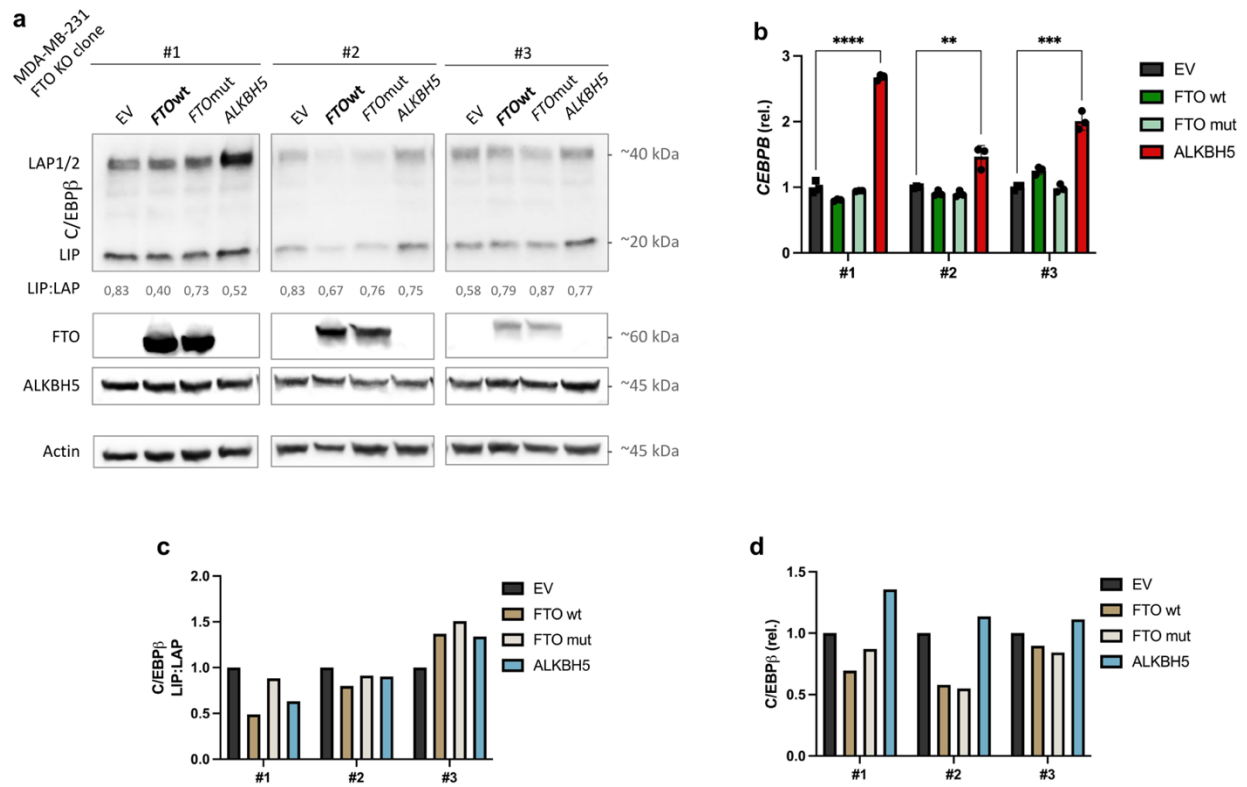 a
MDA-MB-231
FTO KO clone
#1 #2 #3
EV FTOwt FTOmut ALKBH5 EV FTOwt FTOmut ALKBH5 EV FTOwt FTOmut ALKBH5
LAP1/2
C/EBPβ
LIP
~40 kDa
~20 kDa
LIP:LAP 0,83 0,40 0,73 0,52 0,83 0,67 0,76 0,75 0,58 0,79 0,87 0,77
FTO ~60 kDa
ALKBH5 ~45 kDa
Actin ~45 kDa
b
CEBPB (rel.)
3
2
1
0
**** ** ***
#1 #2 #3
EV
FTO wt
FTO mut
ALKBH5
c
C/EBPβ
LIP:LAP
2.0
1.5
1.0
0.5
0.0
#1 #2 #3
EV
FTO wt
FTO mut
ALKBH5
d
C/EBPβ (rel.)
1.5
1.0
0.5
0.0
#1 #2 #3
EV
FTO wt
FTO mut
ALKBH5